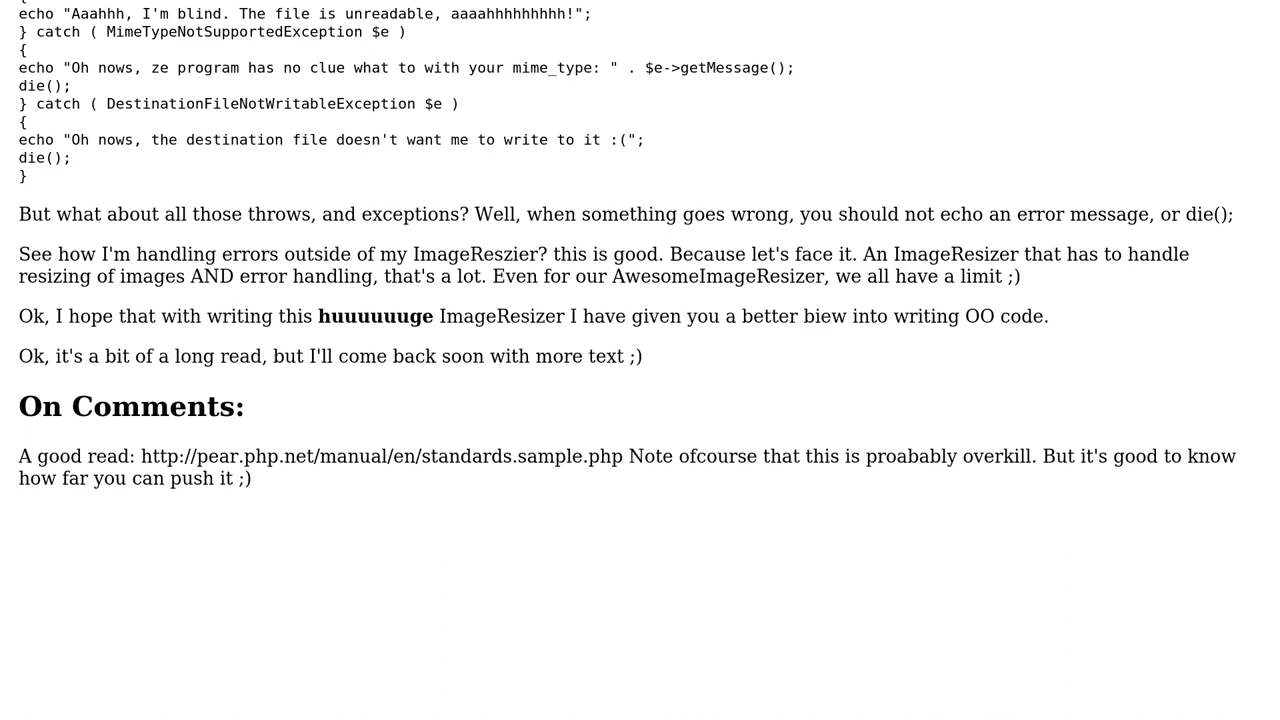 {
echo "Aaahhh, I'm blind. The file is unreadable, aaaahhhhhhhhh!";
} catch ( MimeTypeNotSupportedException $e )
{
echo "Oh nows, ze program has no clue what to with your mime_type: " . $e->getMessage();
die();
} catch ( DestinationFileNotWritableException $e )
{
echo "Oh nows, the destination file doesn't want me to write to it :(";
die();
}
But what about all those throws, and exceptions? Well, when something goes wrong, you should not echo an error message, or die();
See how I'm handling errors outside of my ImageReszier? this is good. Because let's face it. An ImageResizer that has to handle
resizing of images AND error handling, that's a lot. Even for our AwesomeImageResizer, we all have a limit ;)
Ok, I hope that with writing this huuuuuuge ImageResizer I have given you a better biew into writing OO code.
Ok, it's a bit of a long read, but I'll come back soon with more text ;)
On Comments:
A good read: http://pear.php.net/manual/en/standards.sample.php Note ofcourse that this is proabably overkill. But it's good to know
how far you can push it ;)